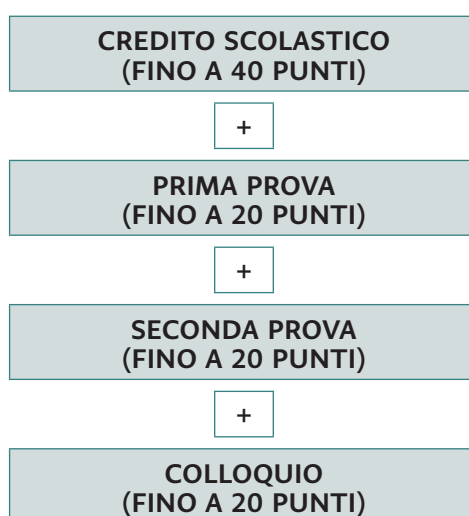 CREDITO SCOLASTICO
(FINO A 40 PUNTI)
+
PRIMA PROVA
(FINO A 20 PUNTI)
+
SECONDA PROVA
(FINO A 20 PUNTI)
+
COLLOQUIO
(FINO A 20 PUNTI)